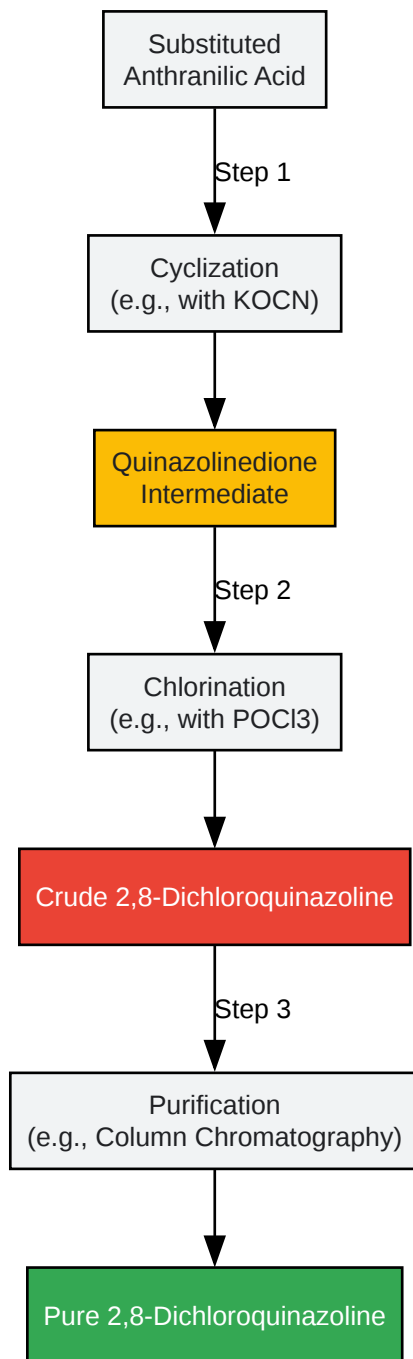 Substituted
Anthranilic Acid
Step 1
Cyclization
(e.g., with KOCN)
Quinazolinedione
Intermediate
Step 2
Chlorination
(e.g., with POCl3)
Crude 2,8-Dichloroquinazoline
Step 3
Purification
(e.g., Column Chromatography)
Pure 2,8-Dichloroquinazoline